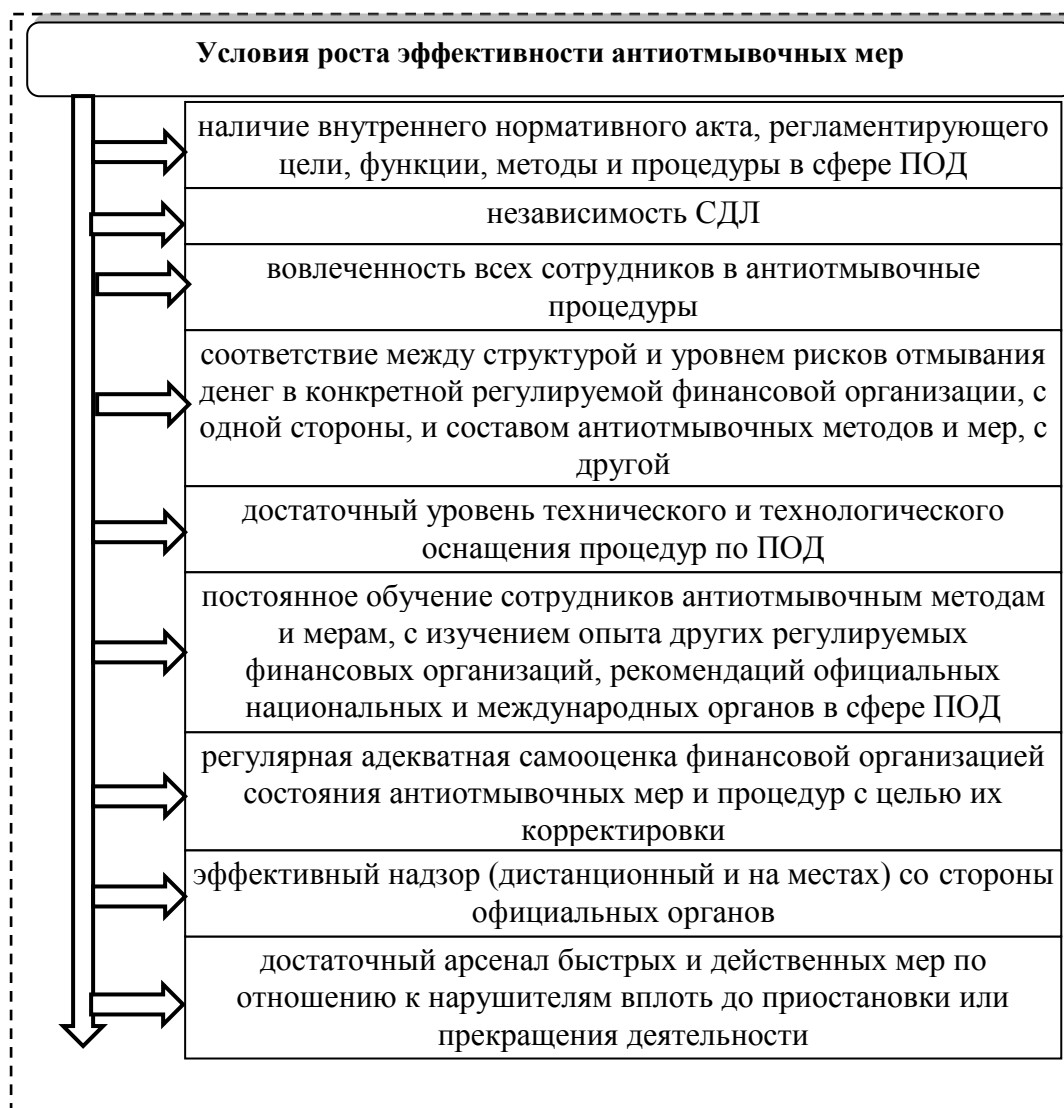 Условия роста эффективности антиотмывочных мер
наличие внутреннего нормативного акта, регламентирующего
цели, функции, методы и процедуры в сфере ПОД
независимость СДЛ
вовлеченность всех сотрудников в антиотмывочные
процедуры
соответствие между структурой и уровнем рисков отмывания
денег в конкретной регулируемой финансовой организации, с
одной стороны, и составом антиотмывочных методов и мер, с
другой
достаточный уровень технического и технологического
оснащения процедур по ПОД
постоянное обучение сотрудников антиотмывочным методам
и мерам, с изучением опыта других регулируемых
финансовых организаций, рекомендаций официальных
национальных и международных органов в сфере ПОД
регулярная адекватная самооценка финансовой организацией
состояния антиотмывочных мер и процедур с целью их
корректировки
эффективный надзор (дистанционный и на местах) со стороны
официальных органов
достаточный арсенал быстрых и действенных мер по
отношению к нарушителям вплоть до приостановки или
прекращения деятельности